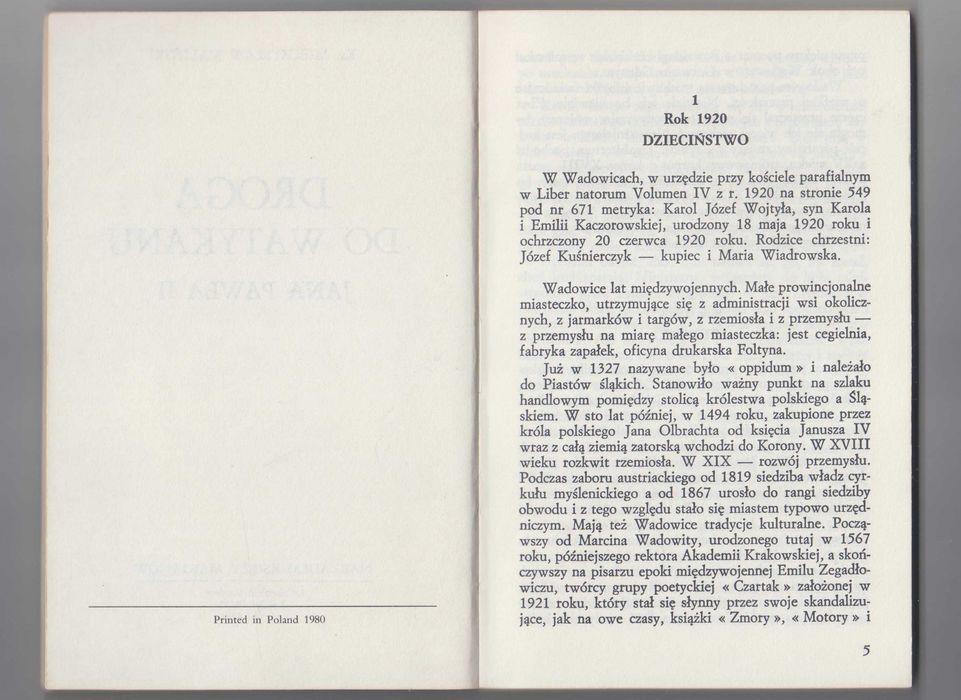 Printed in Poland 1980
1
Rok 1920
DZIECIŃSTWO
W Wadowicach, w urzędzie przy kościele parafialnym
w Liber natorum Volumen IV z r. 1920 na stronie 549
pod nr 671 metryka: Karol Józef Wojtyła, syn Karola
i Emilii Kaczorowskiej, urodzony 18 maja 1920 roku i
ochrzczony 20 czerwca 1920 roku. Rodzice chrzestni:
Józef Kuśnierczyk — kupiec i Maria Wiadrowska.
Wadowice lat międzywojennych. Małe prowincjonalne
miasteczko, utrzymujące się z administracji wsi okolicz-
nych, z jarmarków i targów, z rzemiosła i z przemysłu —
z przemysłu na miarę małego miasteczka: jest cegielnia,
fabryka zapałek, oficyna drukarska Foltyna.
Już w 1327 nazywane było « oppidum » i należało
do Piastów śląkich. Stanowiło ważny punkt na szlaku
handlowym pomiędzy stolicą królestwa polskiego a Ślą-
skiem. W sto lat później, w 1494 roku, zakupione przez
króla polskiego Jana Olbrachta od księcia Janusza IV
wraz z całą ziemią zatorską wchodzi do Korony. W XVIII
wieku rozkwit rzemiosła. W XIX — rozwój przemysłu.
Podczas zaboru austriackiego od 1819 siedziba władz cyr-
kułu myślenickiego a od 1867 urosło do rangi siedziby
obwodu i z tego względu stało się miastem typowo urzęd-
niczym. Mają też Wadowice tradycje kulturalne. Począ-
wszy od Marcina Wadowity, urodzonego tutaj w 1567
roku, późniejszego rektora Akademii Krakowskiej, a skoń-
czywszy na pisarzu epoki międzywojennej Emilu Zegadło-
wiczu, twórcy grupy poetyckiej « Czartak » założonej w
1921 roku, który stał się słynny przez swoje skandalizu-
jące, jak na owe czasy, książki « Zmory », « Motory » i
5